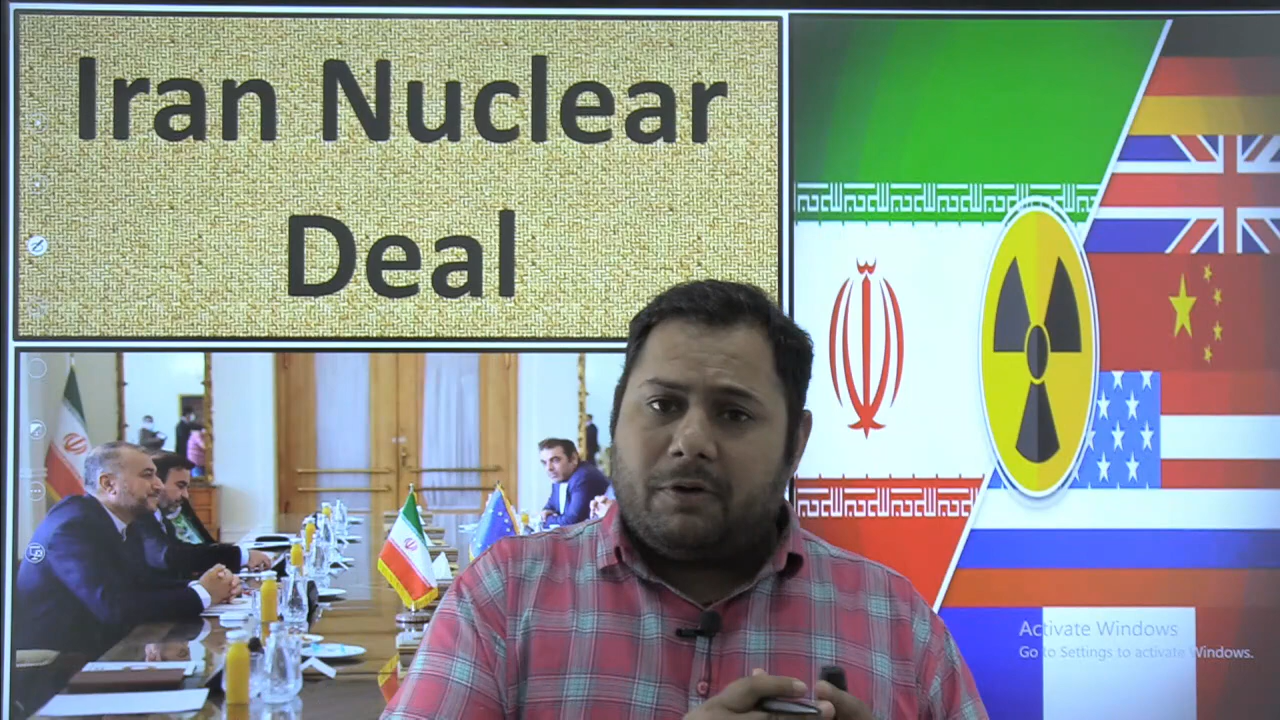 Iran Nuclear
Deal
Activate Windows
Go to Settings to activate Windows.